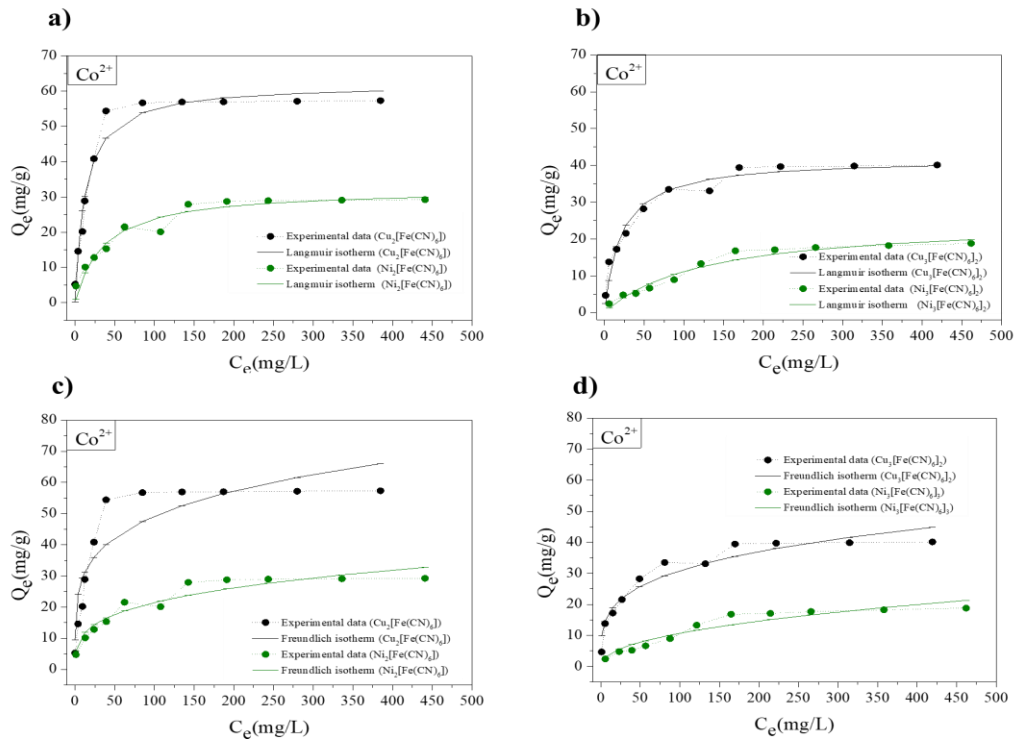 a)
Co²⁺
Qe(mg/g)
70
60
50
40
30
20
10
0
Experimental data (Cu₂[Fe(CN)₆])
Langmuir isotherm (Cu₂[Fe(CN)₆])
Experimental data (Ni₂[Fe(CN)₆])
Langmuir isotherm (Ni₂[Fe(CN)₆])
0 50 100 150 200 250 300 350 400 450 500
Ce(mg/L)
b)
Co²⁺
Qe(mg/g)
70
60
50
40
30
20
10
0
Experimental data (Cu₃[Fe(CN)₆]₂)
Langmuir isotherm (Cu₃[Fe(CN)₆]₂)
Experimental data (Ni₃[Fe(CN)₆]₂)
Langmuir isotherm (Ni₃[Fe(CN)₆]₂)
0 50 100 150 200 250 300 350 400 450 500
Ce(mg/L)
c)
Co²⁺
Qe(mg/g)
80
70
60
50
40
30
20
10
0
Experimental data (Cu₂[Fe(CN)₆])
Freundlich isotherm (Cu₂[Fe(CN)₆])
Experimental data (Ni₂[Fe(CN)₆])
Freundlich isotherm (Ni₂[Fe(CN)₆])
0 50 100 150 200 250 300 350 400 450 500
Ce(mg/L)
d)
Co²⁺
Qe(mg/g)
80
70
60
50
40
30
20
10
0
Experimental data (Cu₃[Fe(CN)₆]₂)
Freundlich isotherm (Cu₃[Fe(CN)₆]₂)
Experimental data (Ni₃[Fe(CN)₆]₃)
Freundlich isotherm (Ni₃[Fe(CN)₆]₃)
0 50 100 150 200 250 300 350 400 450 500
Ce(mg/L)